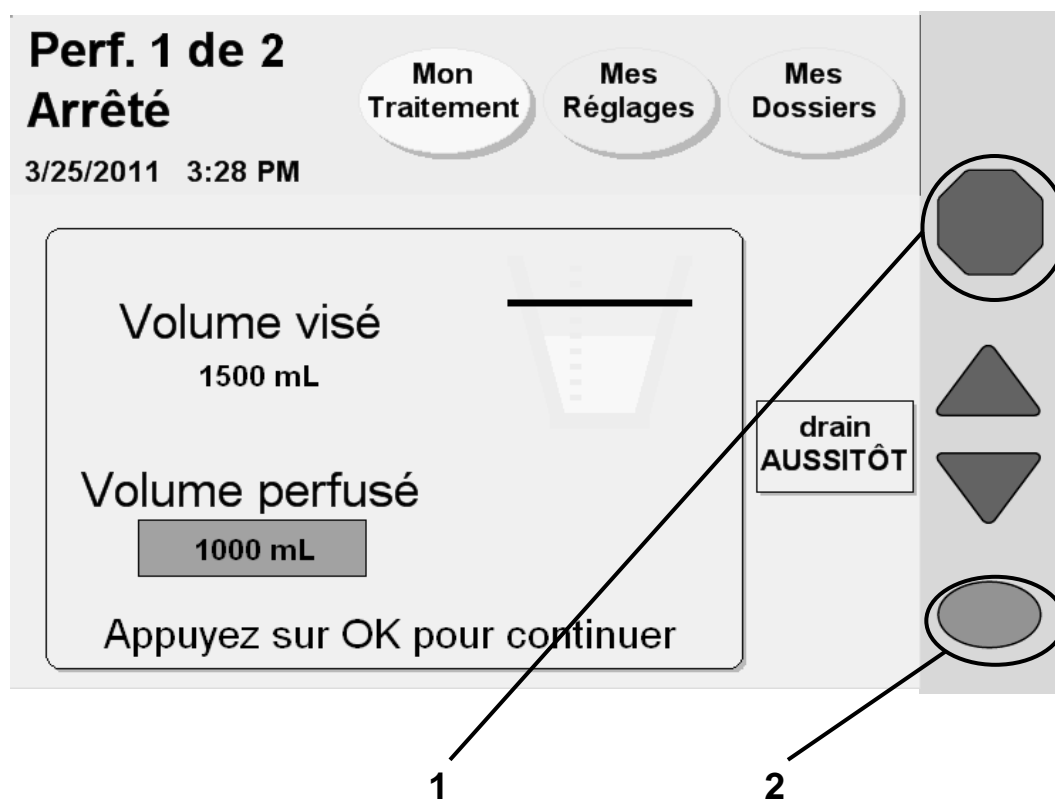 Perf. 1 de 2
Arrêté
3/25/2011 3:28 PM
Mon
Traitement
Mes
Réglages
Mes
Dossiers
Volume visé
1500 mL
Volume perfusé
1000 mL
Appuyez sur OK pour continuer
drain
AUSSITÔT
1
2